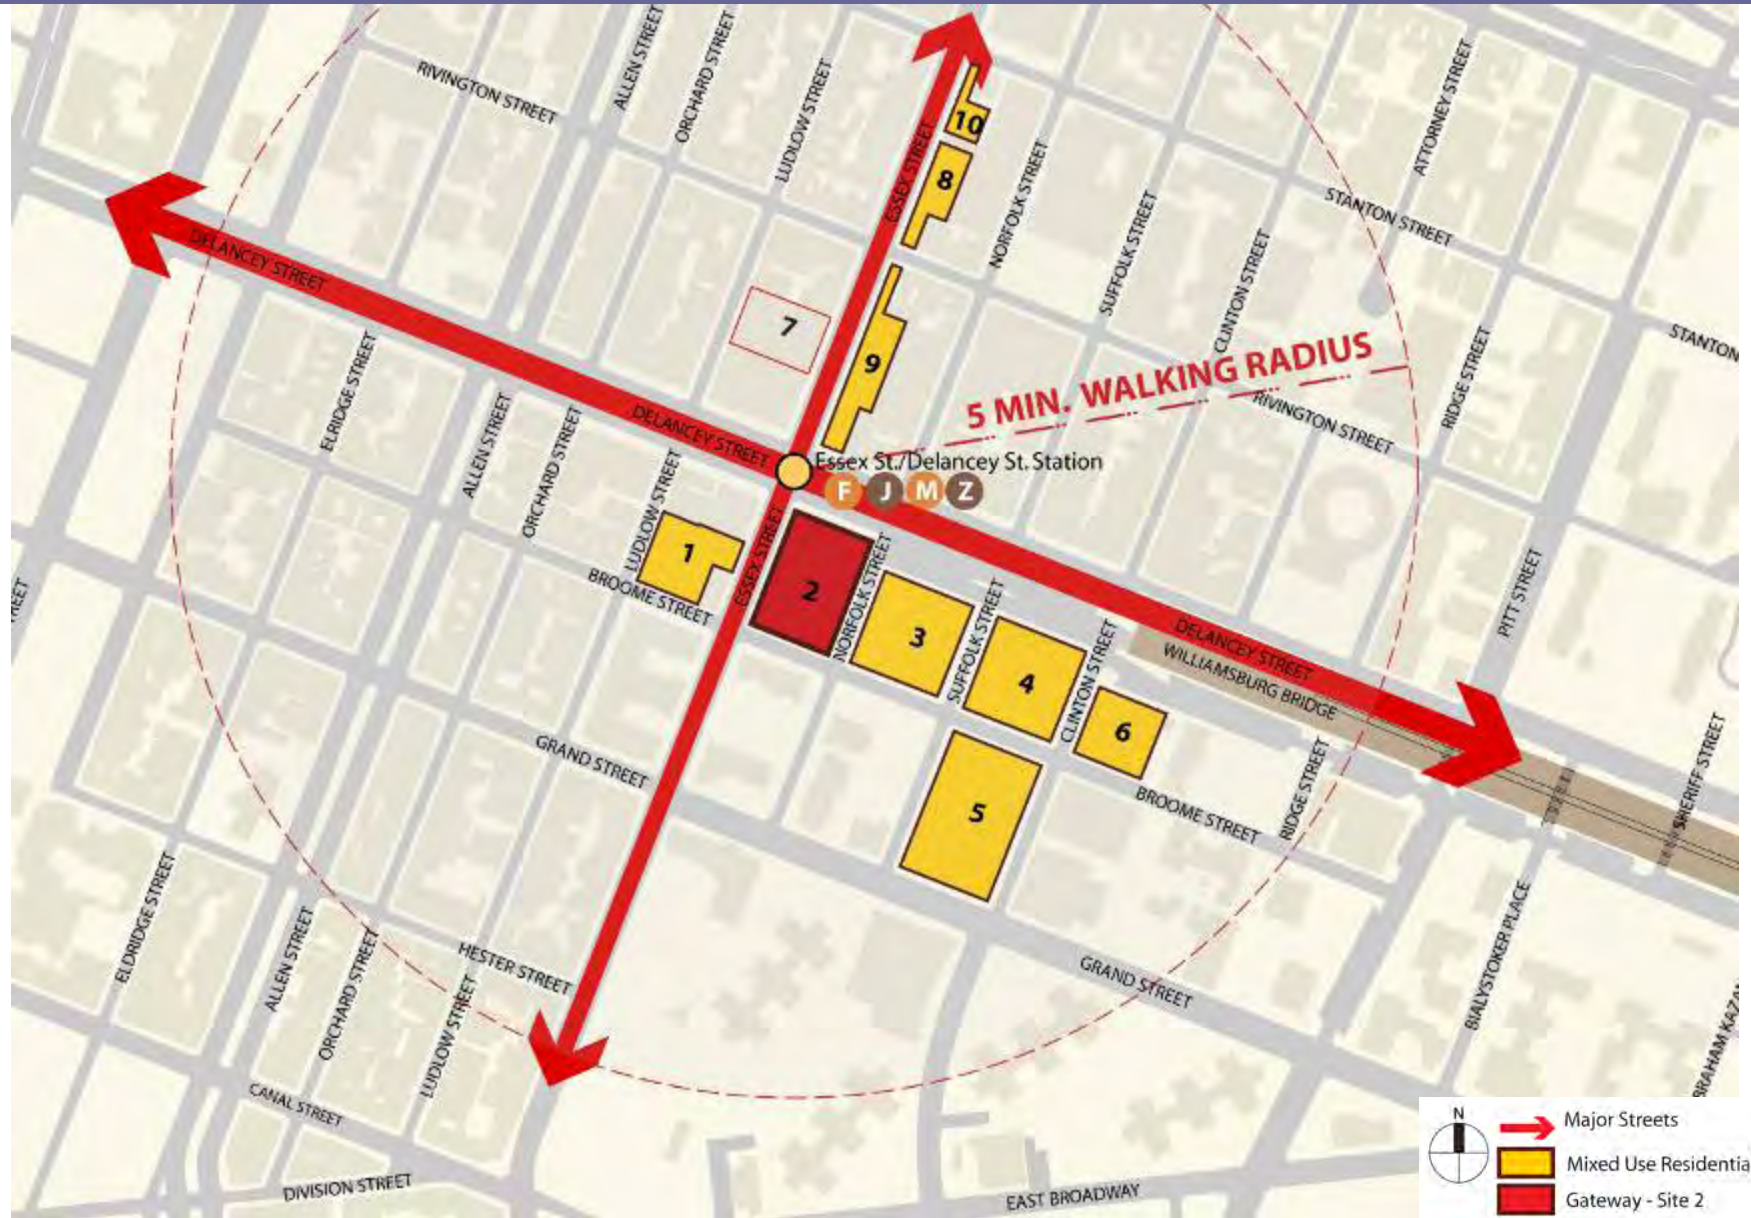 RIVINGTON STREET
ALLEN STREET
ORCHARD STREET
LUDLOW STREET
ESSEX STREET
10
8
NORFOLK STREET
ATTORNEY STREET
STANTON STREET
SUFFOLK STREET
CLINTON STREET
DELANCEY STREET
7
9
STANTON
RIDGE STREET
5 MIN. WALKING RADIUS
RIVINGTON STREET
ELRIDGE STREET
ALLEN STREET
ORCHARD STREET
LUDLOW STREET
DELANCEY STREET
Essex St./Delancey St. Station
F J M Z
1
ESSEX STREET
2
NORFOLK STREET
BROOME STREET
3
SUFFOLK STREET
4
CLINTON STREET
6
5
DELANCEY STREET
WILLIAMSBURG BRIDGE
PITT STREET
REET
GRAND STREET
BROOME STREET
RIDGE STREET
SHERIFF STREET
ELDRIDGE STREET
ALLEN STREET
ORCHARD STREET
LUDLOW STREET
HESTER STREET
GRAND STREET
BIALYSTOKER PLACE
BRAHAM KAZAN
CANAL STREET
DIVISION STREET
EAST BROADWAY
N
Major Streets
Mixed Use Residentia
Gateway - Site 2